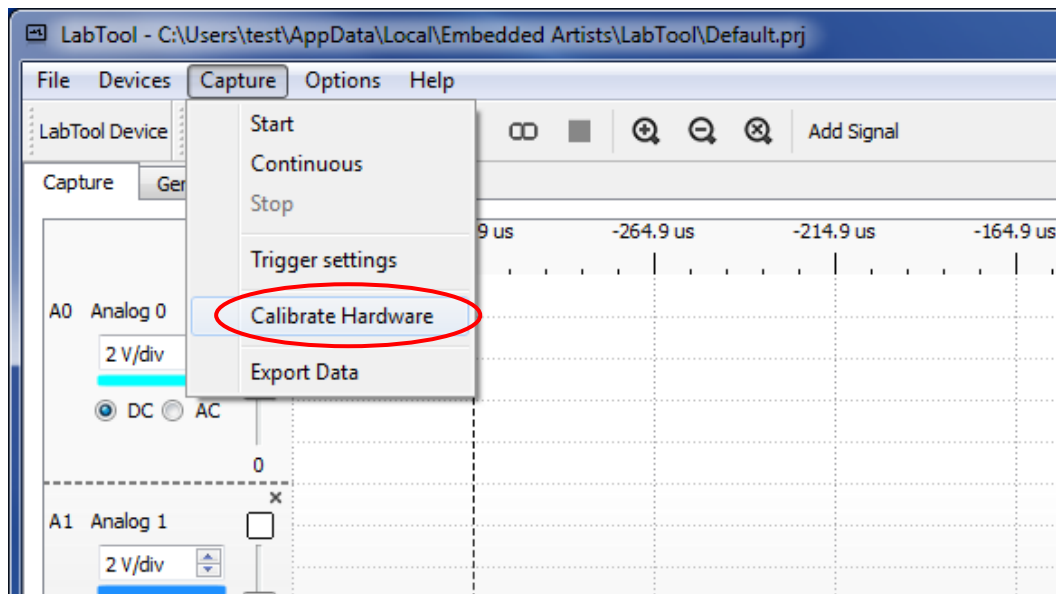 LabTool - C:\Users\test\AppData\Local\Embedded Artists\LabTool\Default.prj
File Devices Capture Options Help
LabTool Device
Add Signal
Start
Continuous
Stop
Trigger settings
Calibrate Hardware
Export Data
Capture
9 us -264.9 us -214.9 us -164.9 us
A0 Analog 0
2 V/div
DC AC
0
A1 Analog 1
2 V/div